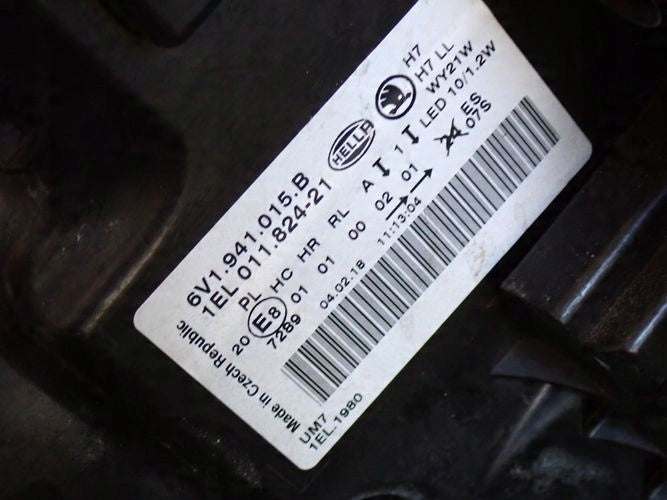 6V1.941.015.B
1EL.011.824-21
HELLA
H7
H7 LL
WY21W
LED 10/1.2W
ES
07S
PL HC HR RL A 1
20 E8 01 01 00 02 01
7289 04.02.18 11:13:04
Made in Czech Republic
UM7
1EL.1980